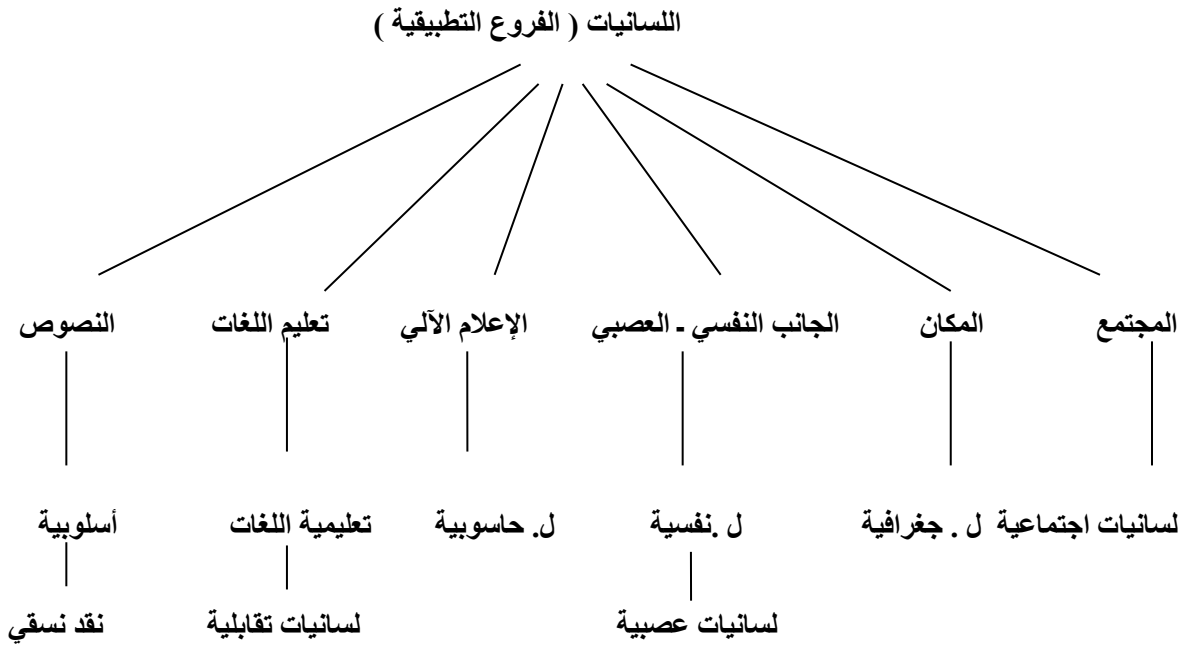 اللسانيات ( الفروع التطبيقية )
المجتمع المكان الجانب النفسي ـ العصبي الإعلام الآلي تعليم اللغات النصوص
لسانيات اجتماعية ل . جغرافية ل .نفسية ل. حاسوبية تعليمية اللغات أسلوبية
لسانيات عصبية لسانيات تقابلية نقد نسقي